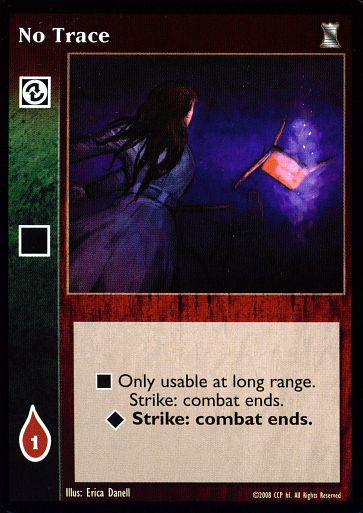 No Trace
Only usable at long range.
Strike: combat ends.
Strike: combat ends.
1
Illus: Erica Danell
©2008 CCP hf. All Rights Reserved